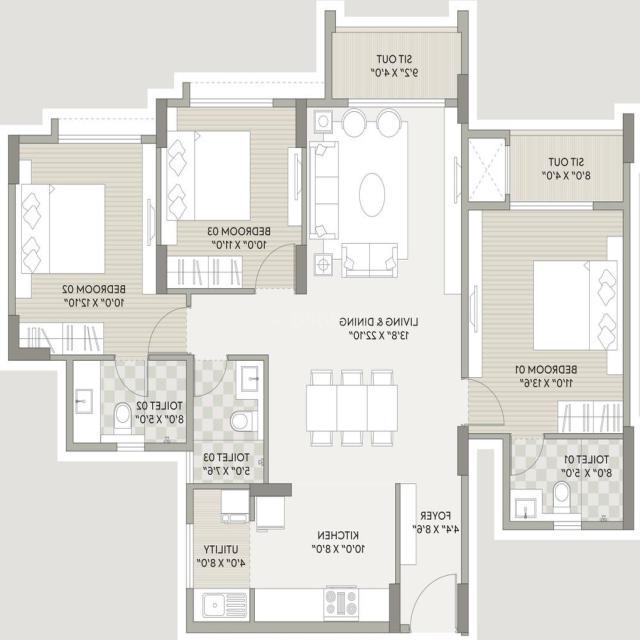 SIT OUT
9'2" X 4'0"
SIT OUT
8'0" X 4'0"
BEDROOM 03
10'0" X 11'0"
BEDROOM 02
10'0" X 12'10"
LIVING & DINING
13'8" X 22'10"
BEDROOM 01
11'0" X 13'6"
TOILET 02
8'0" X 5'0"
TOILET 03
5'0" X 7'6"
TOILET 01
8'0" X 5'0"
FOYER
4'4" X 8'6"
KITCHEN
10'0" X 8'0"
UTILITY
4'0" X 8'0"